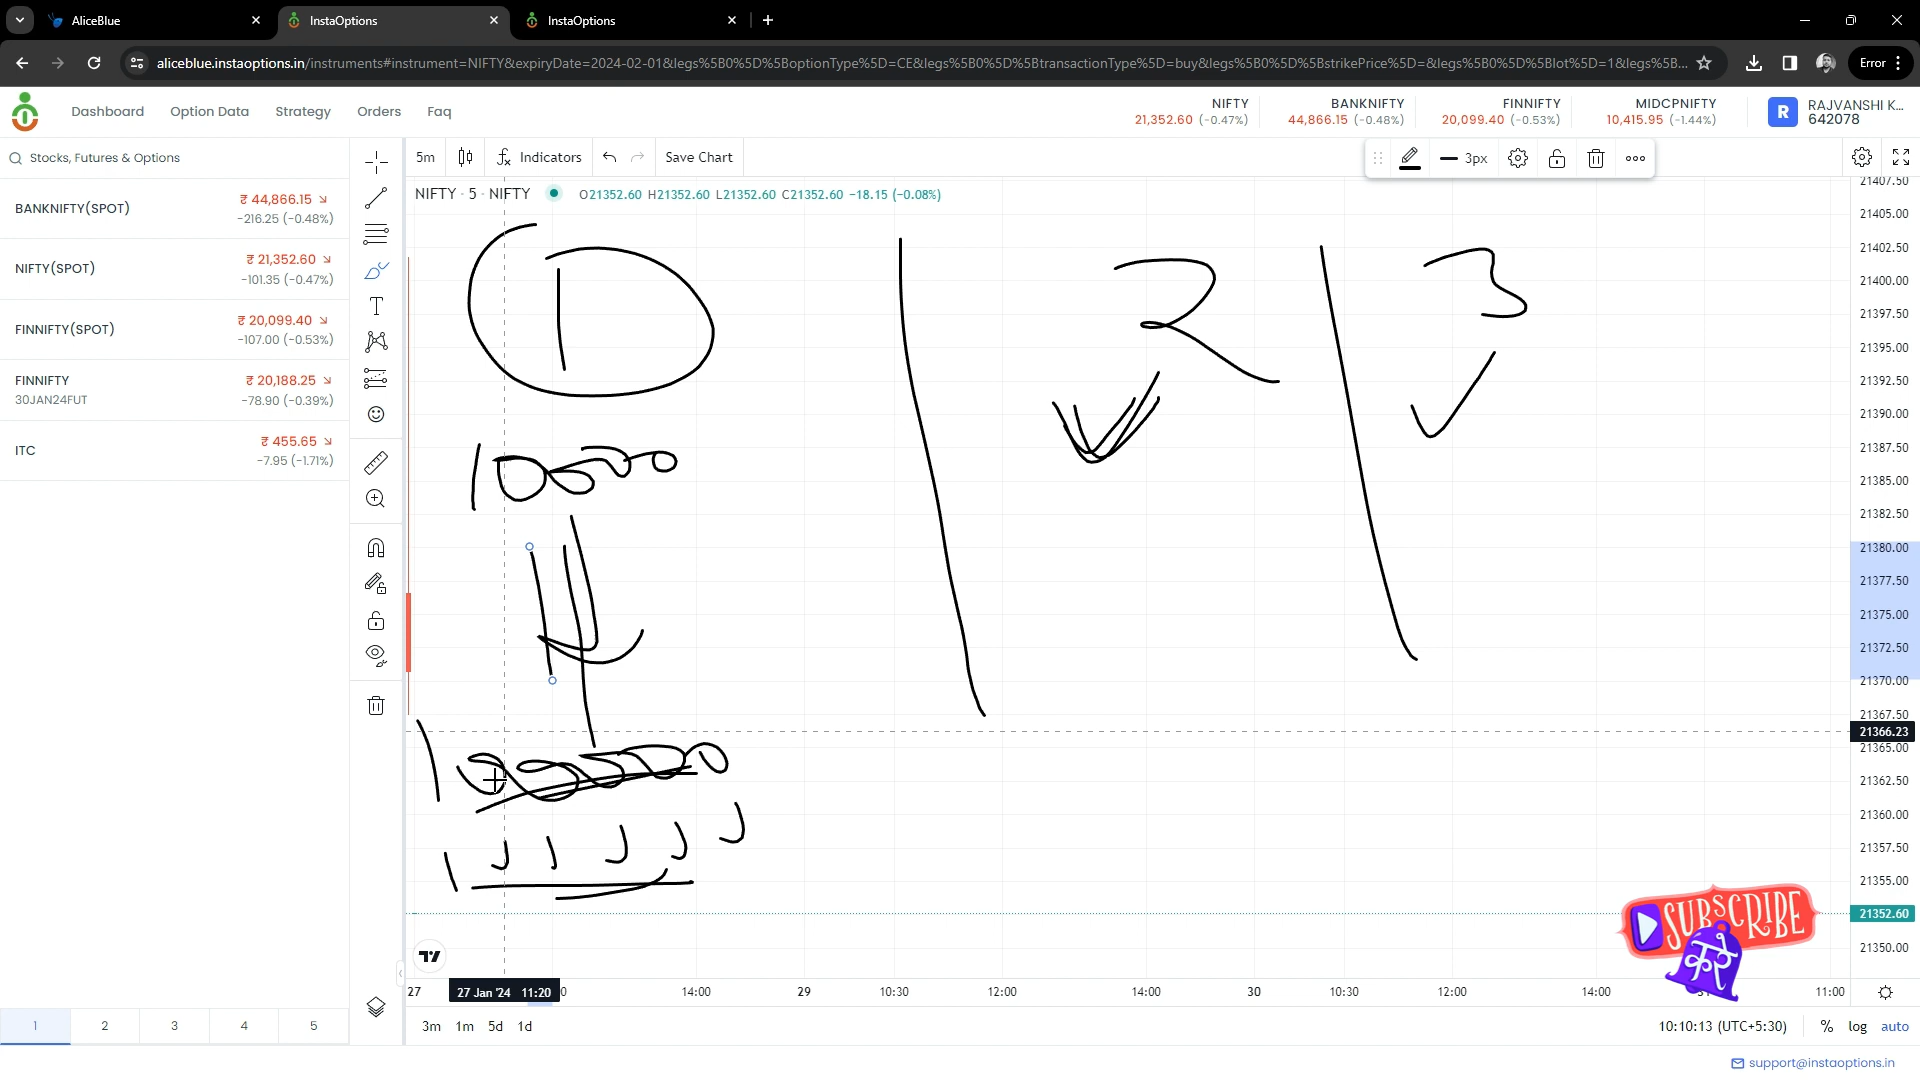 AliceBlue
InstaOptions
InstaOptions
aliceblue.instaoptions.in/instruments#instrument=NIFTY&expiryDate=2024-02-01&legs%5B0%5D%5BoptionType%5D=CE&legs%5B0%5D%5BtransactionType%5D=buy&legs%5B0%5D%5BstrikePrice%5D=&legs%5B0%5D%5Blot%5D=1&legs%5B...
Error
Dashboard Option Data Strategy Orders Faq
NIFTY
21,352.60 (-0.47%)
BANKNIFTY
44,866.15 (-0.48%)
FINNIFTY
20,099.40 (-0.53%)
MIDCPNIFTY
10,415.95 (-1.44%)
R
RAJVANSHI K...
642078
Stocks, Futures & Options
5m Indicators Save Chart
3px
BANKNIFTY(SPOT) ₹ 44,866.15
-216.25 (-0.48%)
NIFTY(SPOT) ₹ 21,352.60
-101.35 (-0.47%)
FINNIFTY(SPOT) ₹ 20,099.40
-107.00 (-0.53%)
FINNIFTY ₹ 20,188.25
30JAN24FUT -78.90 (-0.39%)
ITC ₹ 455.65
-7.95 (-1.71%)
NIFTY · 5 · NIFTY O21352.60 H21352.60 L21352.60 C21352.60 −18.15 (−0.08%)
1 2 3
10000
21407.50
21405.00
21402.50
21400.00
21397.50
21395.00
21392.50
21390.00
21387.50
21385.00
21382.50
21380.00
21377.50
21375.00
21372.50
21370.00
21367.50
21366.23
21365.00
21362.50
21360.00
21357.50
21355.00
21352.60
21350.00
SUBSCRIBE
करे
27 27 Jan '24 11:20 14:00 29 10:30 12:00 14:00 30 10:30 12:00 14:00 11:00
1 2 3 4 5
3m 1m 5d 1d
10:10:13 (UTC+5:30) % log auto
support@instaoptions.in